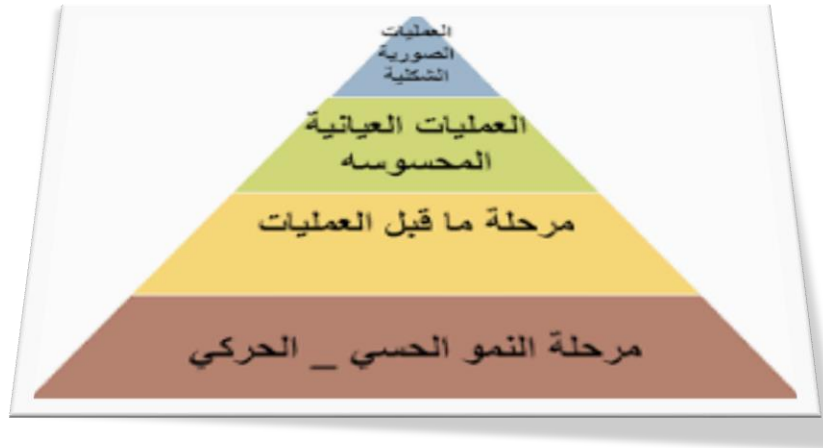 العمليات
الصورية
الشكلية
العمليات العيانية
المحسوسه
مرحلة ما قبل العمليات
مرحلة النمو الحسي _ الحركي